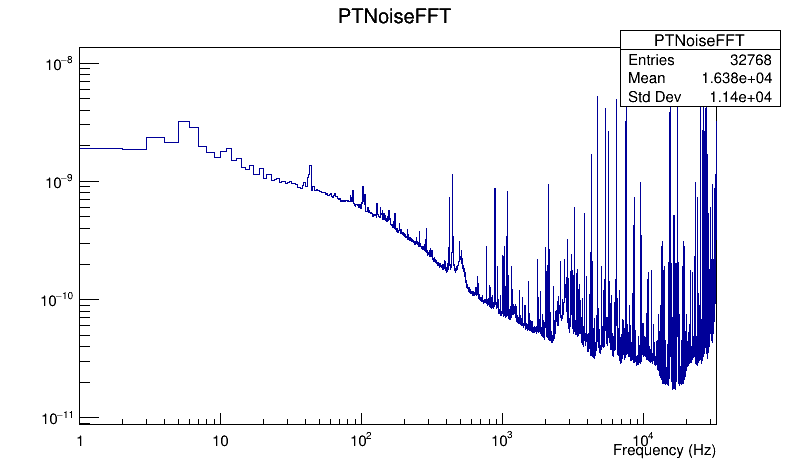 PTNoiseFFT
PTNoiseFFT
Entries 32768
Mean 1.638e+04
Std Dev 1.14e+04
10⁻⁸
10⁻⁹
10⁻¹⁰
10⁻¹¹
1 10 10² 10³ 10⁴
Frequency (Hz)